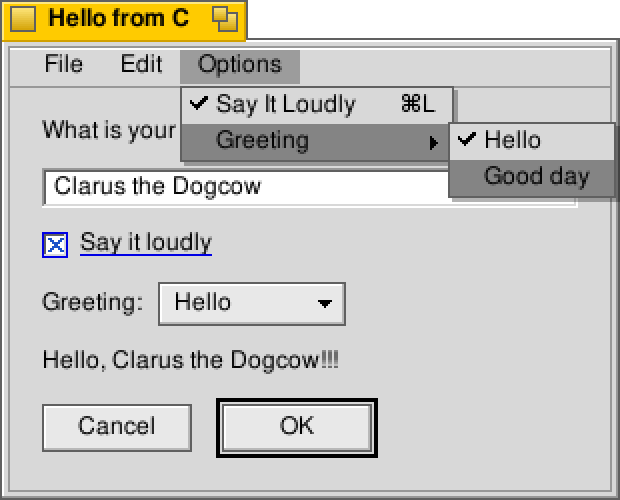 Hello from C
File Edit Options
Say It Loudly ⌘L
What is your
Greeting
Hello
Good day
Clarus the Dogcow
Say it loudly
Greeting: Hello
Hello, Clarus the Dogcow!!!
Cancel OK